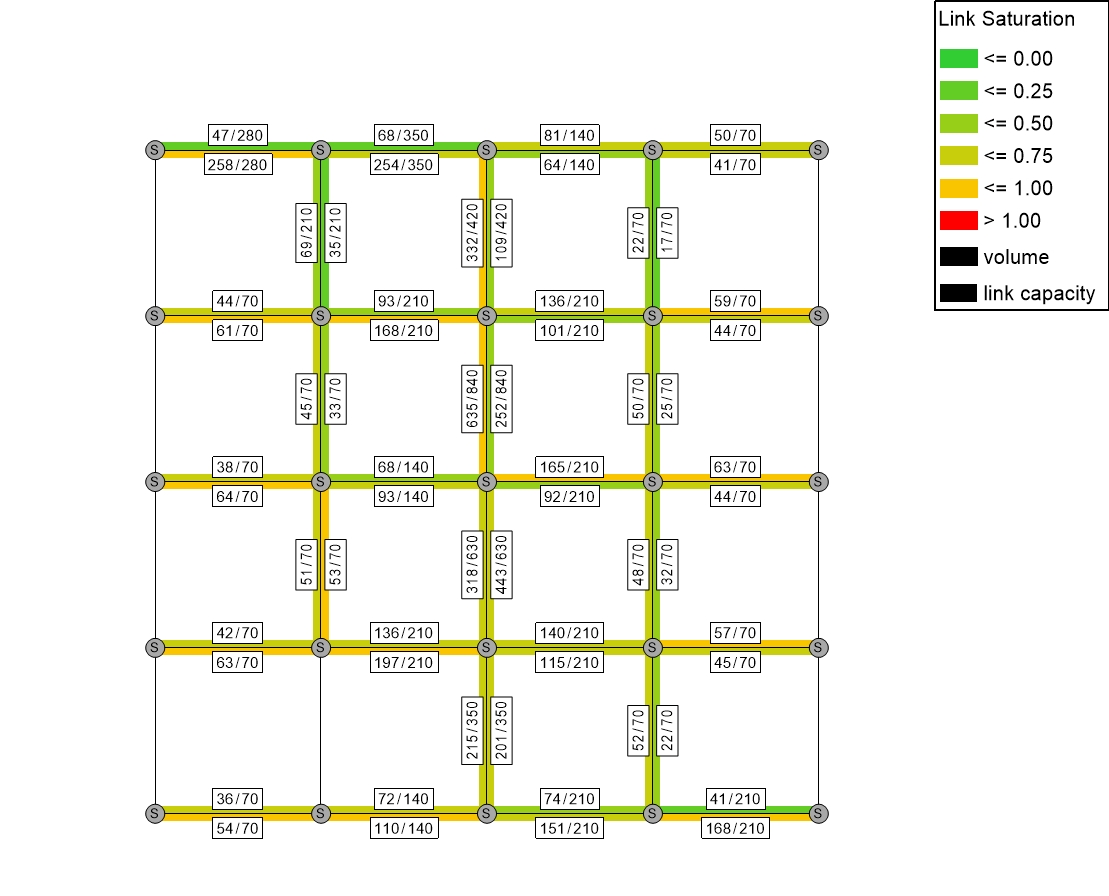 Link Saturation
<= 0.00
<= 0.25
<= 0.50
<= 0.75
<= 1.00
> 1.00
volume
link capacity
47/280
68/350
81/140
50/70
S
S
S
S
S
258/280
254/350
64/140
41/70
69/210
35/210
332/420
109/420
22/70
17/70
44/70
93/210
136/210
59/70
S
S
S
S
S
61/70
168/210
101/210
44/70
45/70
33/70
635/840
252/840
50/70
25/70
38/70
68/140
165/210
63/70
S
S
S
S
S
64/70
93/140
92/210
44/70
51/70
53/70
318/630
443/630
48/70
32/70
42/70
136/210
140/210
57/70
S
S
S
S
S
63/70
197/210
115/210
45/70
215/350
201/350
52/70
22/70
36/70
72/140
74/210
41/210
S
S
S
S
S
54/70
110/140
151/210
168/210